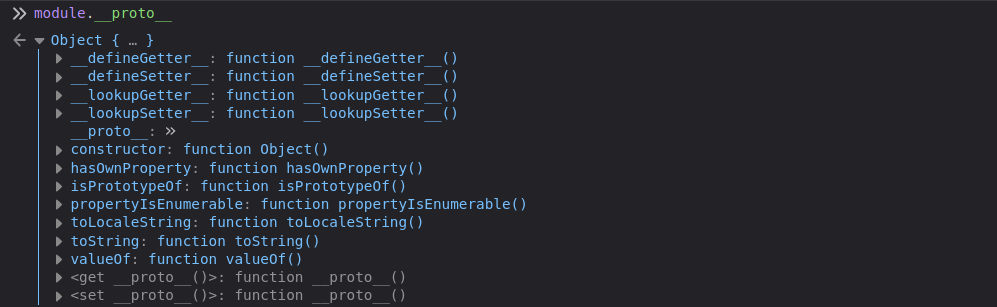 » module.__proto__
← ▼ Object { … }
▶ __defineGetter__: function __defineGetter__()
▶ __defineSetter__: function __defineSetter__()
▶ __lookupGetter__: function __lookupGetter__()
▶ __lookupSetter__: function __lookupSetter__()
__proto__: »
▶ constructor: function Object()
▶ hasOwnProperty: function hasOwnProperty()
▶ isPrototypeOf: function isPrototypeOf()
▶ propertyIsEnumerable: function propertyIsEnumerable()
▶ toLocaleString: function toLocaleString()
▶ toString: function toString()
▶ valueOf: function valueOf()
▶ <get __proto__()>: function __proto__()
▶ <set __proto__()>: function __proto__()